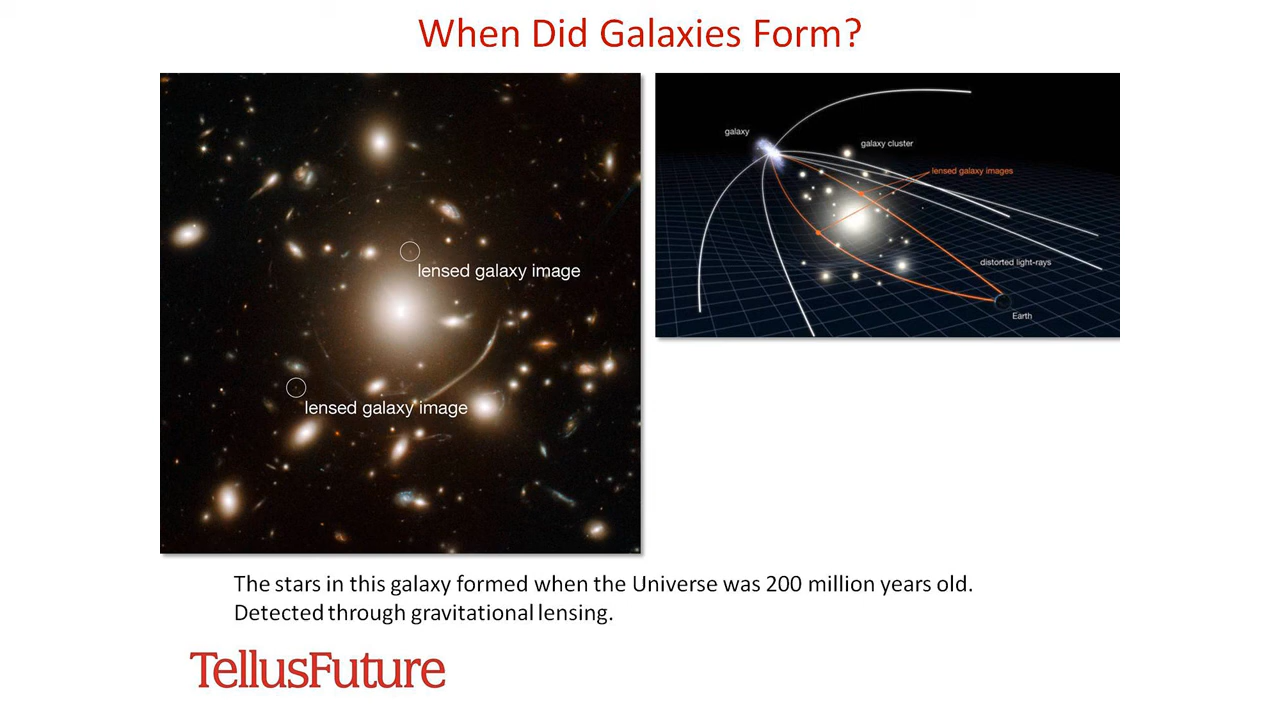 When Did Galaxies Form?
lensed galaxy image
lensed galaxy image
galaxy
galaxy cluster
lensed galaxy images
distorted light-rays
Earth
The stars in this galaxy formed when the Universe was 200 million years old.
Detected through gravitational lensing.
TellusFuture